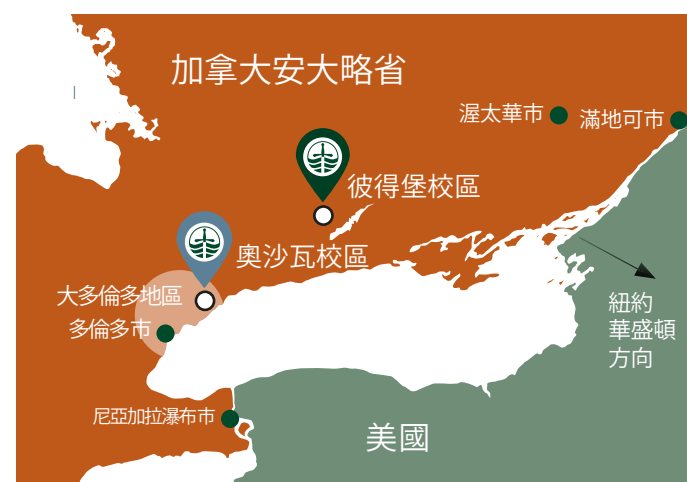 加拿大安大略省
渥太華市
滿地可市
彼得堡校區
奧沙瓦校區
大多倫多地區
多倫多市
紐約
華盛頓
方向
尼亞加拉瀑布市
美國